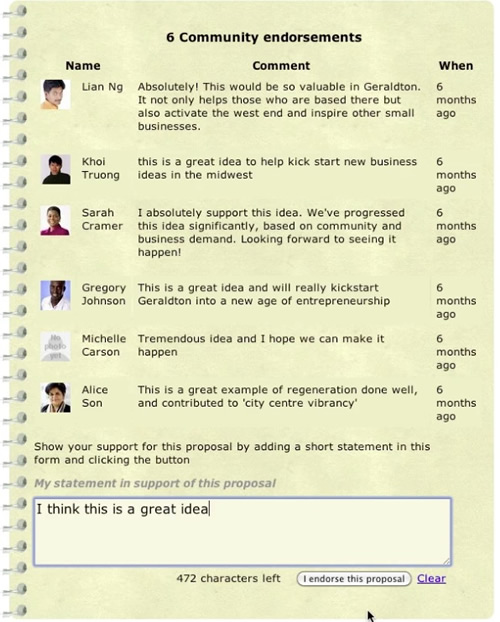 6 Community endorsements
Name Comment When
Lian Ng Absolutely! This would be so valuable in Geraldton. 6
It not only helps those who are based there but months
also activate the west end and inspire other small ago
businesses.
Khoi this is a great idea to help kick start new business 6
Truong ideas in the midwest months
ago
Sarah I absolutely support this idea. We've progressed 6
Cramer this idea significantly, based on community and months
business demand. Looking forward to seeing it ago
happen!
Gregory This is a great idea and will really kickstart 6
Johnson Geraldton into a new age of entrepreneurship months
ago
Michelle Tremendous idea and I hope we can make it 6
Carson happen months
ago
No
photo
yet
Alice This is a great example of regeneration done well, 6
Son and contributed to 'city centre vibrancy' months
ago
Show your support for this proposal by adding a short statement in this
form and clicking the button
My statement in support of this proposal
I think this is a great idea
472 characters left I endorse this proposal Clear